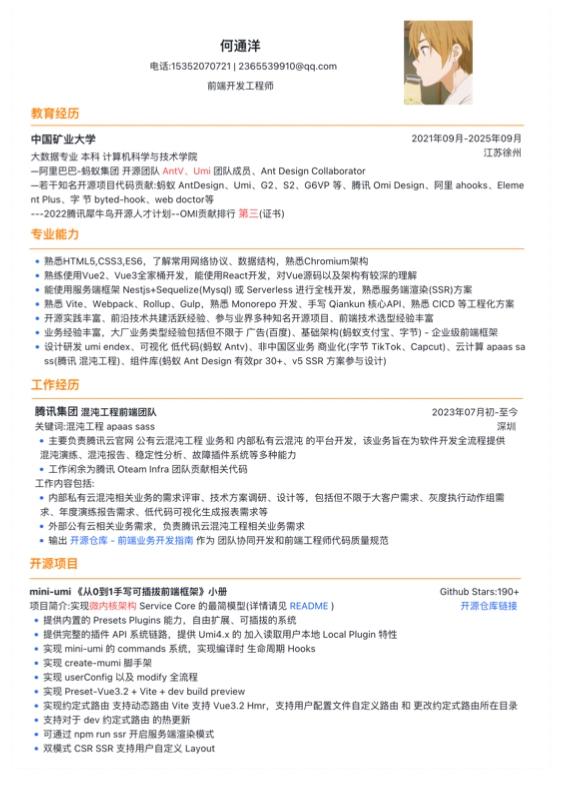 何通洋
电话:15352070721 | 2365539910@qq.com
前端开发工程师
教育经历
中国矿业大学
2021年09月-2025年09月
大数据专业 本科 计算机科学与技术学院
江苏徐州
—阿里巴巴-蚂蚁集团 开源团队 AntV、Umi 团队成员、Ant Design Collaborator
—若干知名开源项目代码贡献:蚂蚁 AntDesign、Umi、G2、S2、G6VP 等、腾讯 Omi Design、阿里 ahooks、Eleme
nt Plus、字 节 byted-hook、web doctor等
---2022腾讯犀牛鸟开源人才计划--OMI贡献排行 第三(证书)
专业能力
• 熟悉HTML5,CSS3,ES6，了解常用网络协议、数据结构，熟悉Chromium架构
• 熟练使用Vue2、Vue3全家桶开发，能使用React开发，对Vue源码以及架构有较深的理解
• 能使用服务端框架 Nestjs+Sequelize(Mysql) 或 Serverless 进行全栈开发，熟悉服务端渲染(SSR)方案
• 熟悉 Vite、Webpack、Rollup、Gulp，熟悉 Monorepo 开发、手写 Qiankun 核心API、熟悉 CICD 等工程化方案
• 开源实践丰富、前沿技术共建活跃经验、参与业界多种知名开源项目、前端技术选型经验丰富
• 业务经验丰富，大厂业务类型经验包括但不限于 广告(百度)、基础架构(蚂蚁支付宝、字节) - 企业级前端框架
• 设计研发 umi endex、可视化 低代码(蚂蚁 Antv)、非中国区业务 商业化(字节 TikTok、Capcut)、云计算 apaas sa
ss(腾讯 混沌工程)、组件库(蚂蚁 Ant Design 有效pr 30+、v5 SSR 方案参与设计)
工作经历
腾讯集团 混沌工程前端团队
2023年07月初-至今
关键词:混沌工程 apaas sass
深圳
• 主要负责腾讯云官网 公有云混沌工程 业务和 内部私有云混沌 的平台开发，该业务旨在为软件开发全流程提供
混沌演练、混沌报告、稳定性分析、故障插件系统等多种能力
• 工作闲余为腾讯 Oteam Infra 团队贡献相关代码
工作内容包括:
• 内部私有云混沌相关业务的需求评审、技术方案调研、设计等，包括但不限于大客户需求、灰度执行动作组需
求、年度演练报告需求、低代码可视化生成报表需求等
• 外部公有云相关业务需求，负责腾讯云混沌工程相关业务需求
• 输出 开源仓库 - 前端业务开发指南 作为 团队协同开发和前端工程师代码质量规范
开源项目
mini-umi 《从0到1手写可插拔前端框架》小册
Github Stars:190+
项目简介:实现微内核架构 Service Core 的最简模型(详情请见 README )
开源仓库链接
• 提供内置的 Presets Plugins 能力，自由扩展、可插拔的系统
• 提供完整的插件 API 系统链路，提供 Umi4.x 的 加入读取用户本地 Local Plugin 特性
• 实现 mini-umi 的 commands 系统，实现编译时 生命周期 Hooks
• 实现 create-mumi 脚手架
• 实现 userConfig 以及 modify 全流程
• 实现 Preset-Vue3.2 + Vite + dev build preview
• 实现约定式路由 支持动态路由 Vite 支持 Vue3.2 Hmr，支持用户配置文件自定义路由 和 更改约定式路由所在目录
• 支持对于 dev 约定式路由 的热更新
• 可通过 npm run ssr 开启服务端渲染模式
• 双模式 CSR SSR 支持用户自定义 Layout